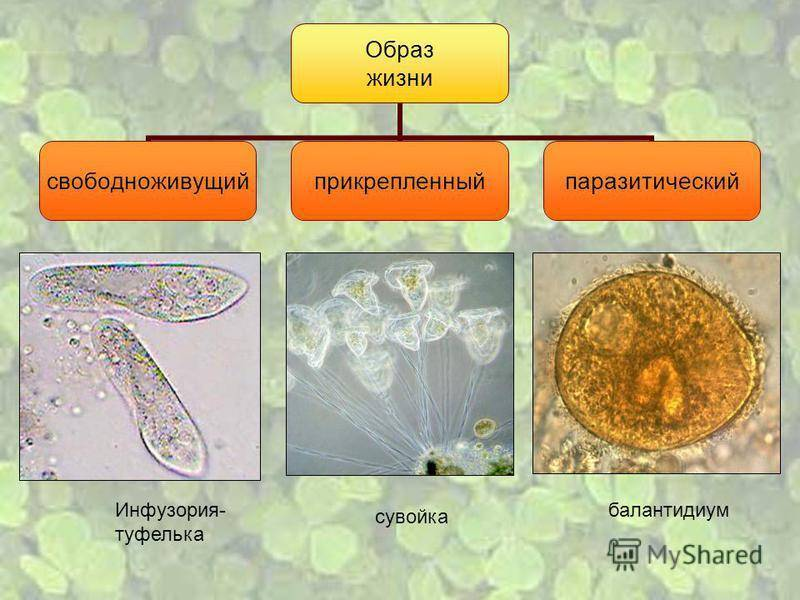 Образ
жизни
свободноживущий
прикрепленный
паразитический
Инфузория-
туфелька
сувойка
балантидиум
MyShared